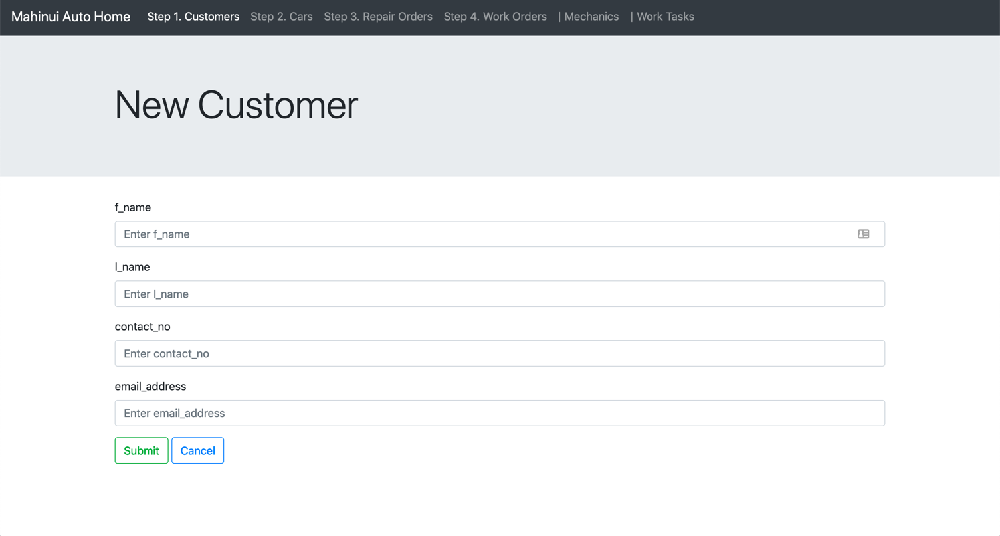 Mahinui Auto Home Step 1. Customers Step 2. Cars Step 3. Repair Orders Step 4. Work Orders | Mechanics | Work Tasks
New Customer
f_name
Enter f_name
l_name
Enter l_name
contact_no
Enter contact_no
email_address
Enter email_address
Submit Cancel